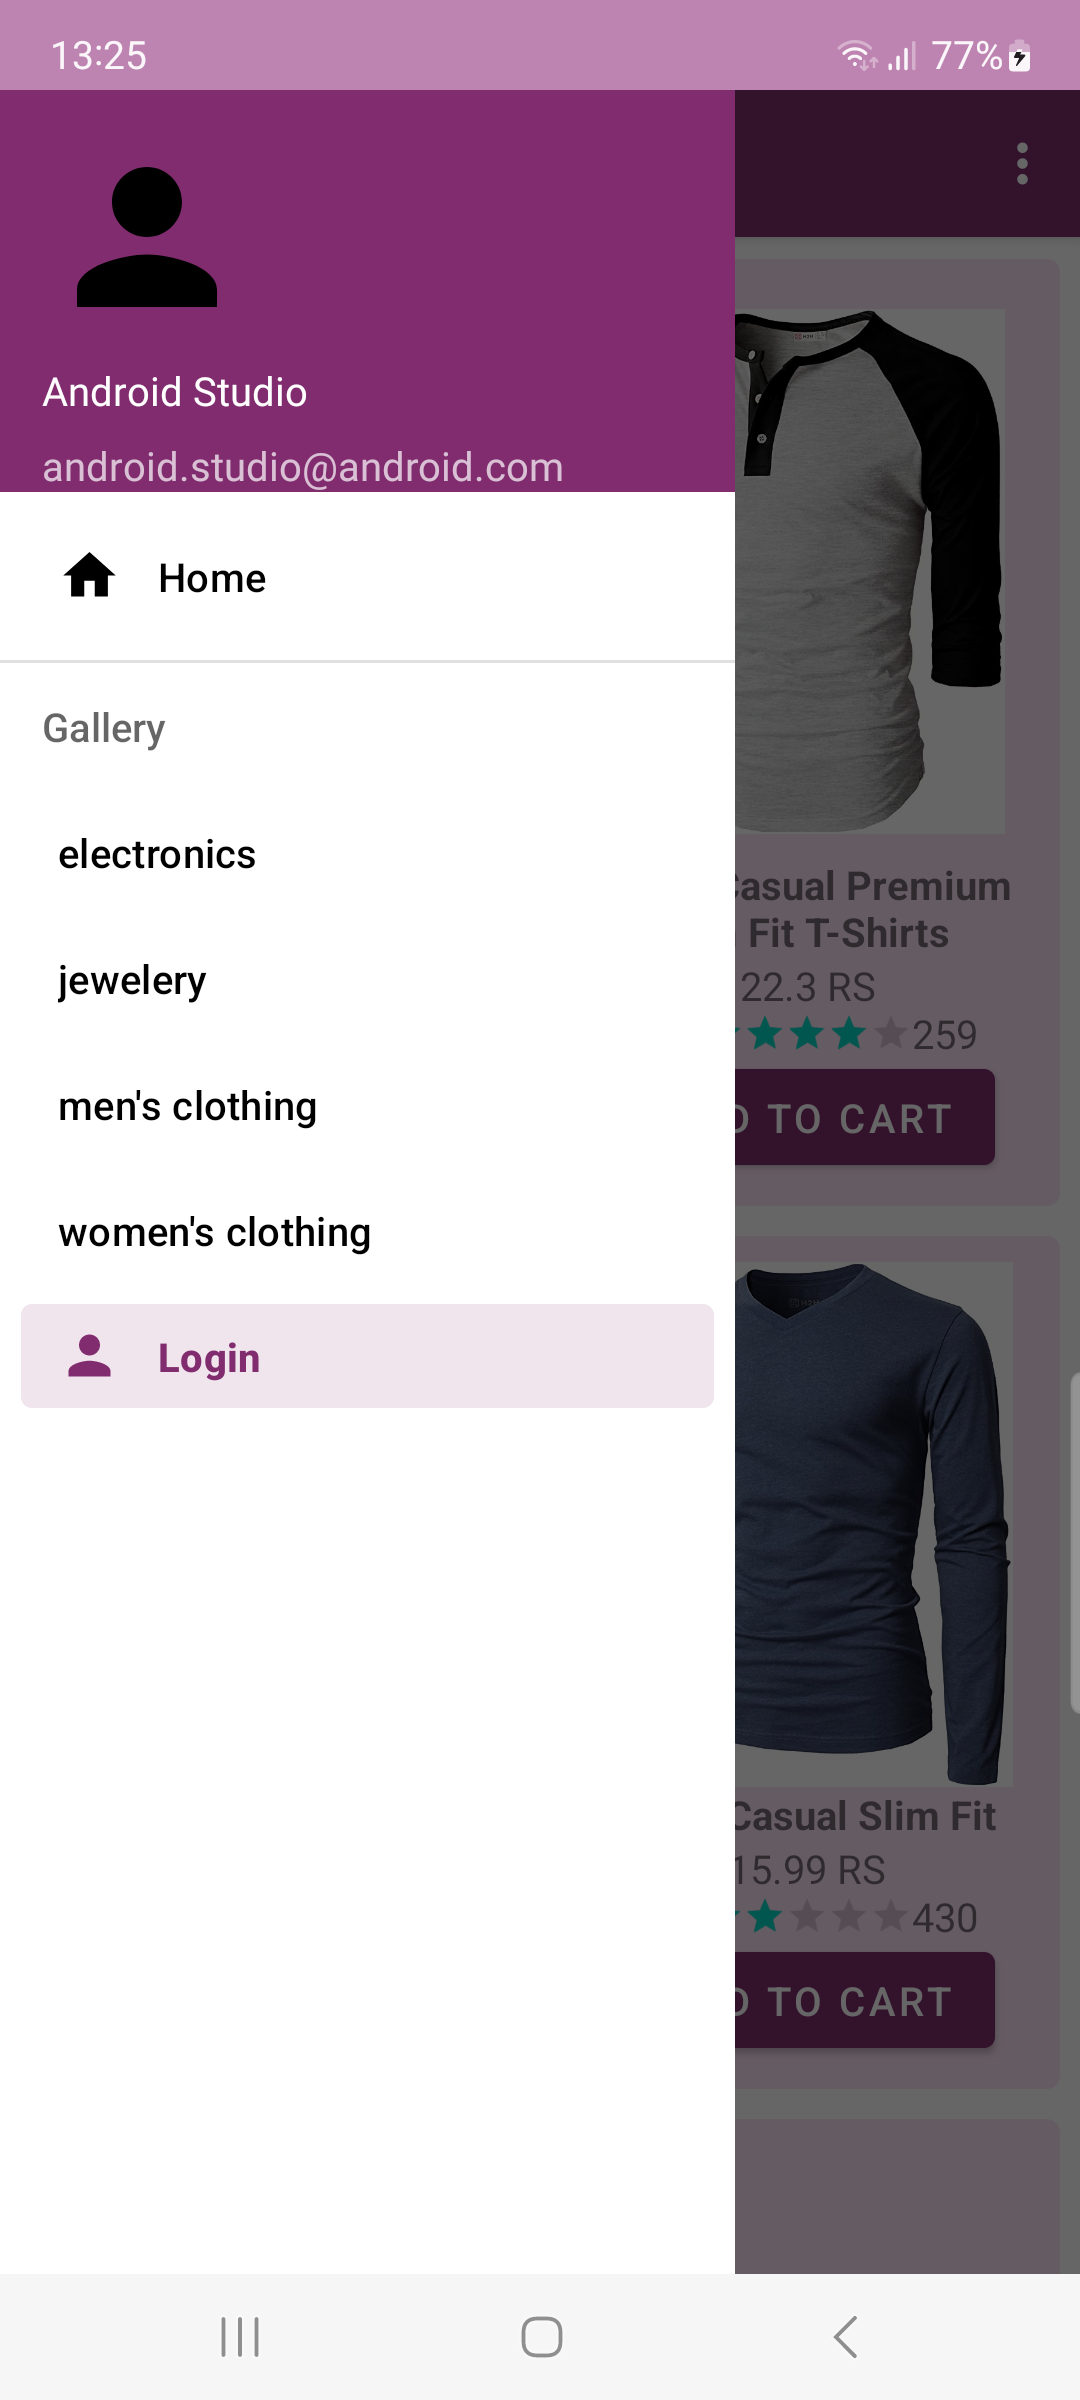 13:25
77%
Android Studio
android.studio@android.com
Home
Gallery
electronics
jewelery
men's clothing
women's clothing
Login
Casual Premium
Fit T-Shirts
22.3 RS
259
TO CART
Casual Slim Fit
15.99 RS
430
TO CART